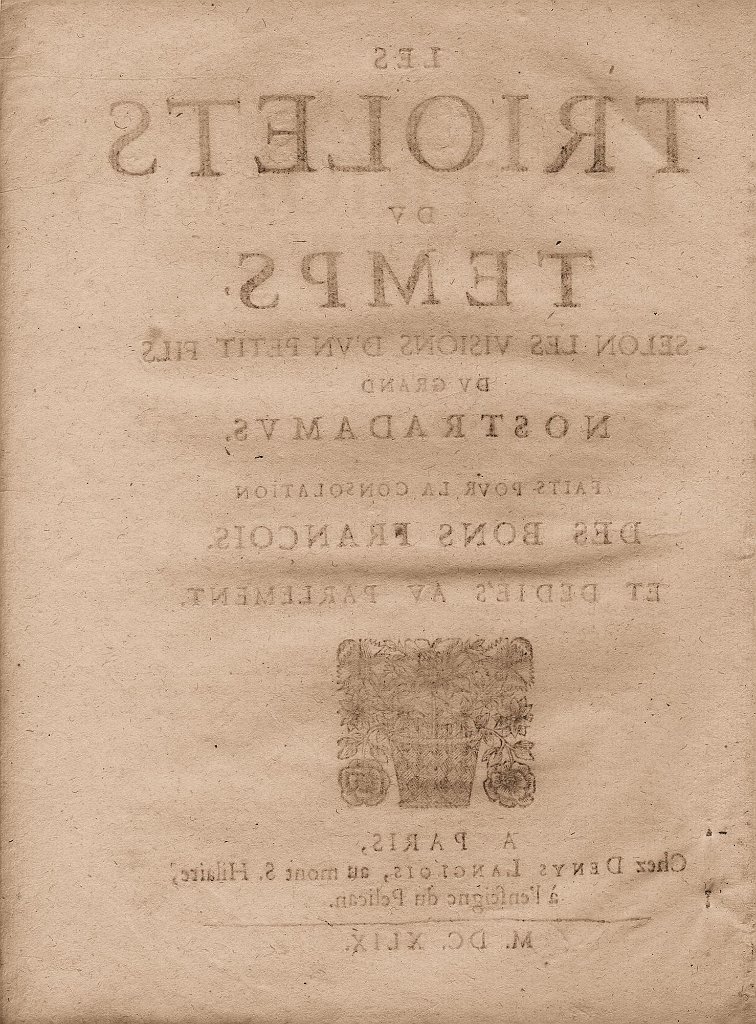 LES
TRIOLETS
DV
TEMPS,
SELON LES VISIONS D'VN PETIT FILS
DV GRAND
NOSTRADAMVS,
FAITS POVR LA CONSOLATION
DES BONS FRANÇOIS.
ET DEDIE'S AV PARLEMENT.
A PARIS,
Chez DENYS LANGLOIS, au mont S. Hilaire,
à l'enseigne du Pelican.
M. DC. XLIX.